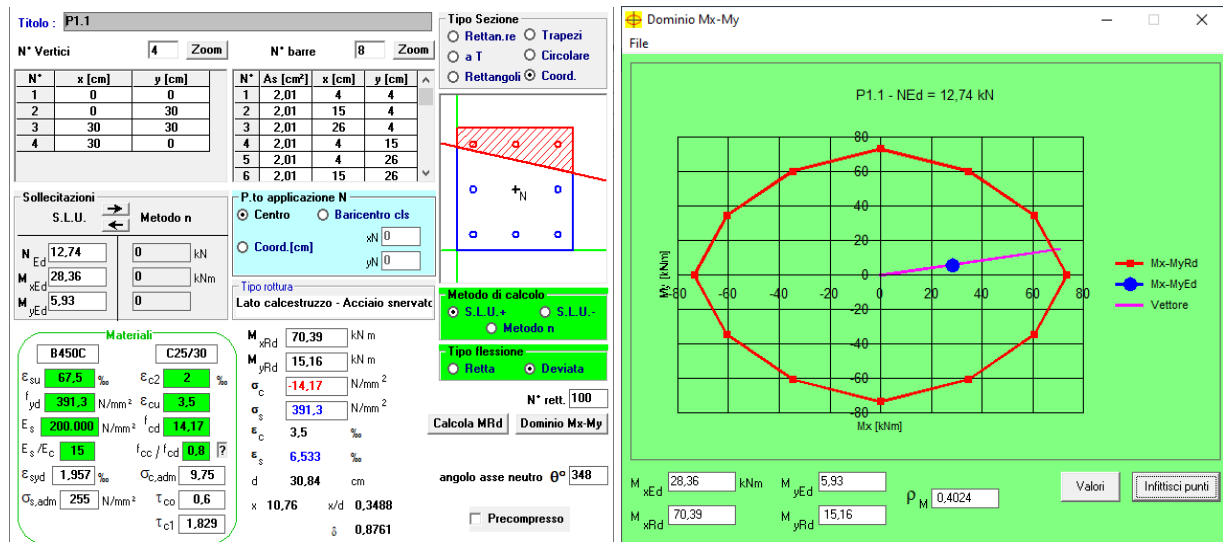 Titolo : P1.1
N° Vertici 4 Zoom N° barre 8 Zoom
N° x [cm] y [cm]
1 0 0
2 0 30
3 30 30
4 30 0
N° As [cm²] x [cm] y [cm]
1 2,01 4 4
2 2,01 15 4
3 2,01 26 4
4 2,01 4 15
5 2,01 4 26
6 2,01 15 26
Tipo Sezione
Rettan.re Trapezi
a T Circolare
Rettangoli Coord.
N
Sollecitazioni
S.L.U. Metodo n
N Ed 12,74 0 kN
M xEd 28,36 0 kNm
M yEd 5,93 0
P.to applicazione N
Centro Baricentro cls
Coord.[cm] xN 0
yN 0
Tipo rottura
Lato calcestruzzo - Acciaio snervato
Metodo di calcolo
S.L.U.+ S.L.U.-
Metodo n
Tipo flessione
Retta Deviata
N° rett. 100
Calcola MRd Dominio Mx-My
angolo asse neutro θ° 348
Precompresso
Materiali
B450C C25/30
εsu 67,5 ‰ εc2 2 ‰
fyd 391,3 N/mm² εcu 3,5
Es 200.000 N/mm² fcd 14,17
Es /Ec 15 fcc / fcd 0,8 ?
εsyd 1,957 ‰ σc,adm 9,75
σs,adm 255 N/mm² τco 0,6
τc1 1,829
M xRd 70,39 kN m
M yRd 15,16 kN m
σc -14,17 N/mm²
σs 391,3 N/mm²
εc 3,5 ‰
εs 6,533 ‰
d 30,84 cm
x 10,76 x/d 0,3488
δ 0,8761
Dominio Mx-My
File
P1.1 - NEd = 12,74 kN
80
60
40
20
0
-20
-40
-60
-80
-80 -60 -40 -20 0 20 40 60 80
My [kNm]
Mx [kNm]
Mx-MyRd
Mx-MyEd
Vettore
M xEd 28,36 kNm M yEd 5,93
M xRd 70,39 M yRd 15,16
ρM 0,4024
Valori Infittisci punti